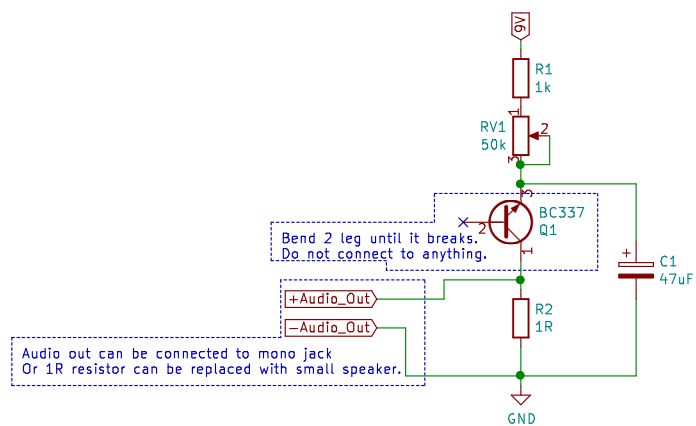 9V
R1
1k
1
RV1
2
50k
3
3
BC337
Q1
2
1
Bend 2 leg until it breaks.
Do not connect to anything.
+
C1
47uF
+Audio_Out
-Audio_Out
R2
1R
Audio out can be connected to mono jack
Or 1R resistor can be replaced with small speaker.
GND